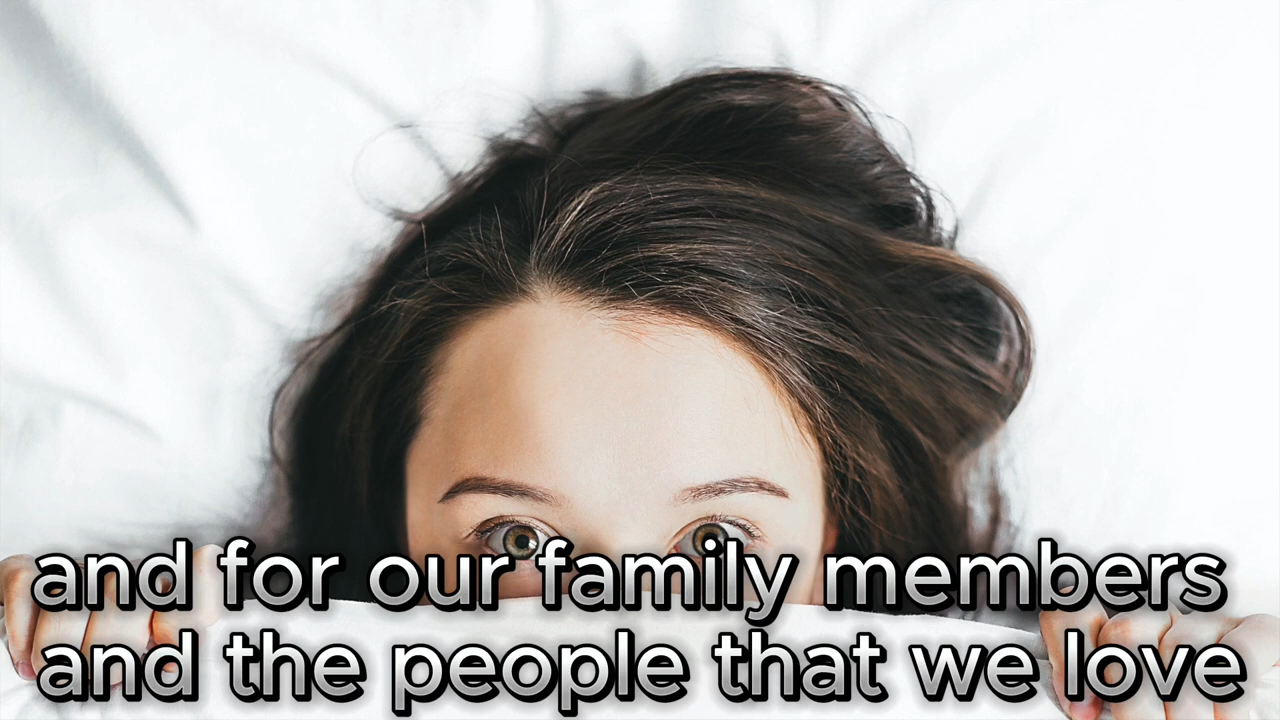 and for our family members
and the people that we love